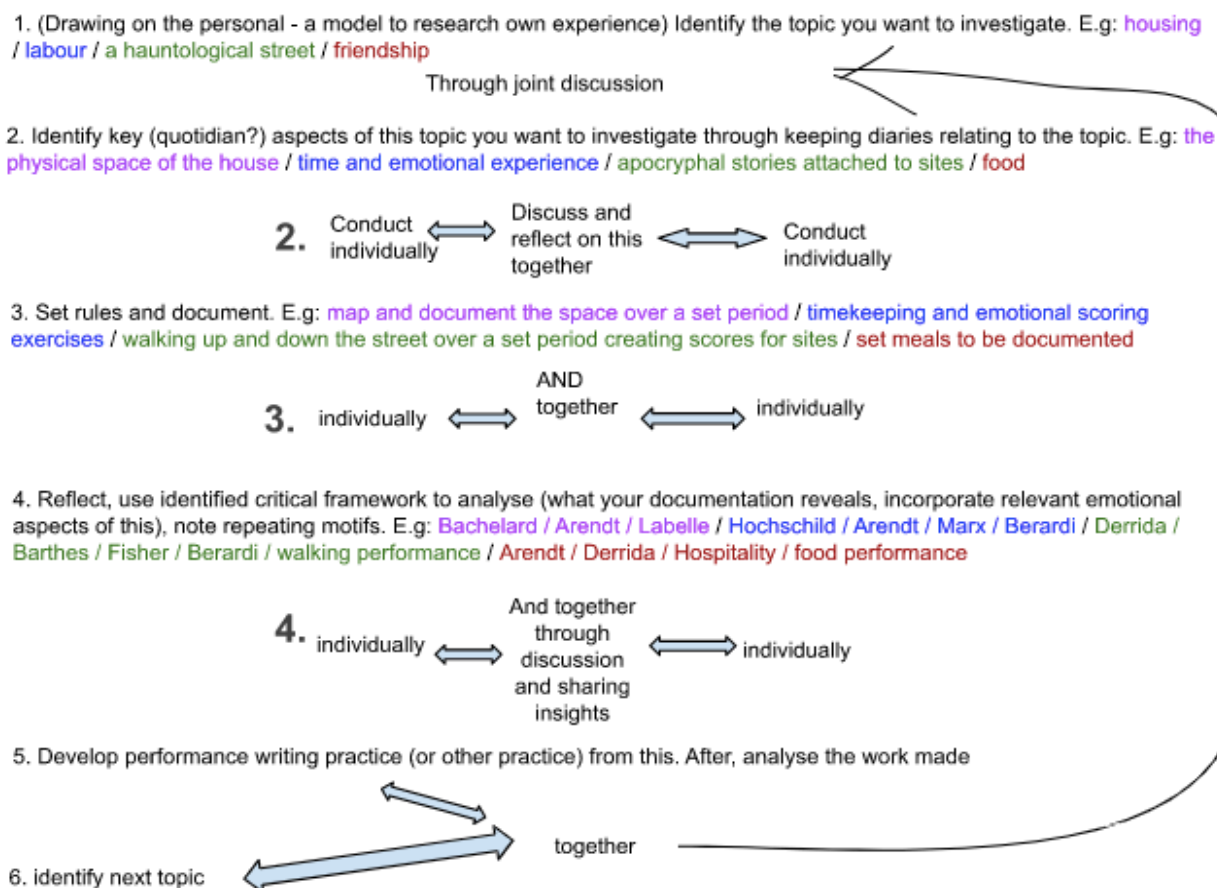 1. (Drawing on the personal - a model to research own experience) Identify the topic you want to investigate. E.g: housing
/ labour / a hauntological street / friendship
Through joint discussion
2. Identify key (quotidian?) aspects of this topic you want to investigate through keeping diaries relating to the topic. E.g: the
physical space of the house / time and emotional experience / apocryphal stories attached to sites / food
2.
Conduct
individually
Discuss and
reflect on this
together
Conduct
individually
3. Set rules and document. E.g: map and document the space over a set period / timekeeping and emotional scoring
exercises / walking up and down the street over a set period creating scores for sites / set meals to be documented
3.
individually
AND
together
individually
4. Reflect, use identified critical framework to analyse (what your documentation reveals, incorporate relevant emotional
aspects of this), note repeating motifs. E.g: Bachelard / Arendt / Labelle / Hochschild / Arendt / Marx / Berardi / Derrida /
Barthes / Fisher / Berardi / walking performance / Arendt / Derrida / Hospitality / food performance
4.
individually
And together
through
discussion
and sharing
insights
individually
5. Develop performance writing practice (or other practice) from this. After, analyse the work made
together
6. identify next topic